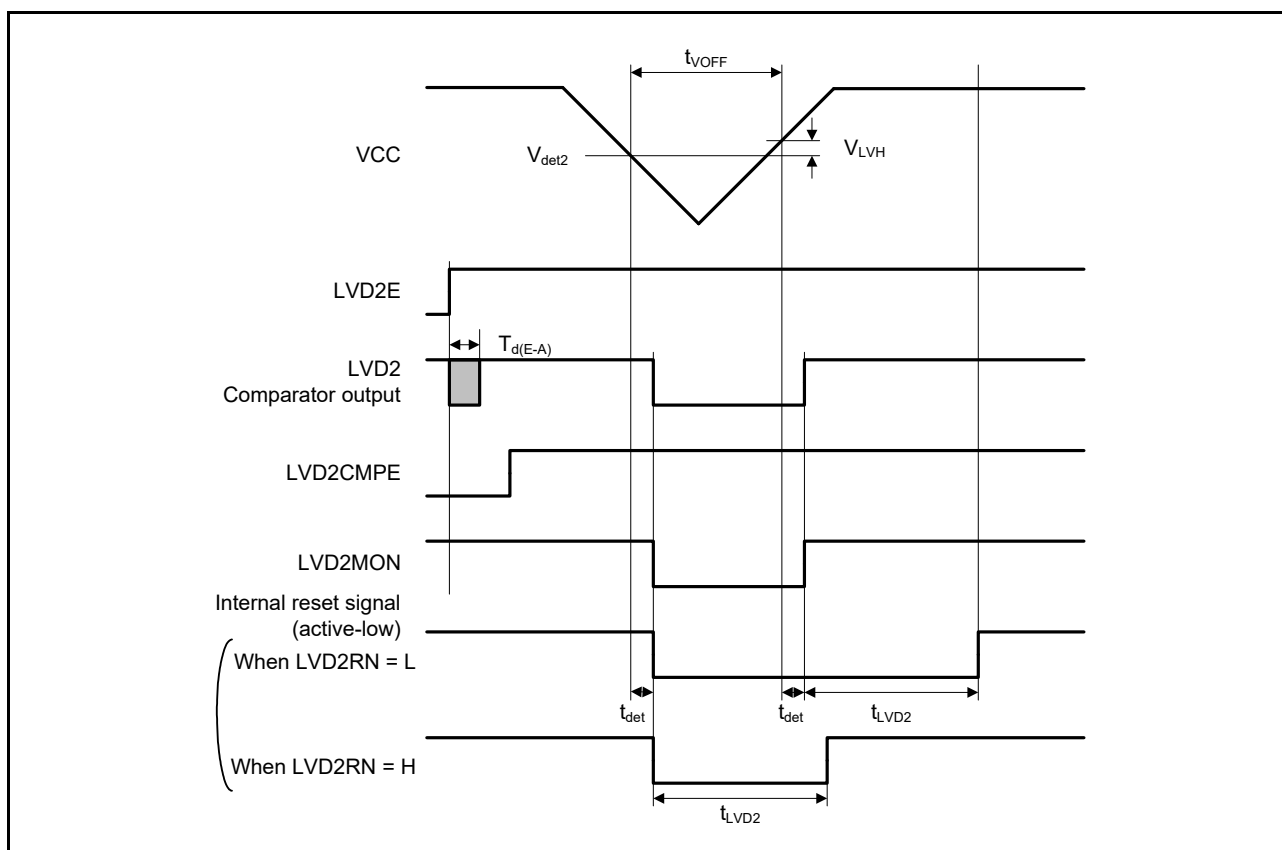 tVOFF
VCC
Vdet2
VLVH
LVD2E
Td(E-A)
LVD2
Comparator output
LVD2CMPE
LVD2MON
Internal reset signal
(active-low)
When LVD2RN = L
tdet
tdet
tLVD2
When LVD2RN = H
tLVD2